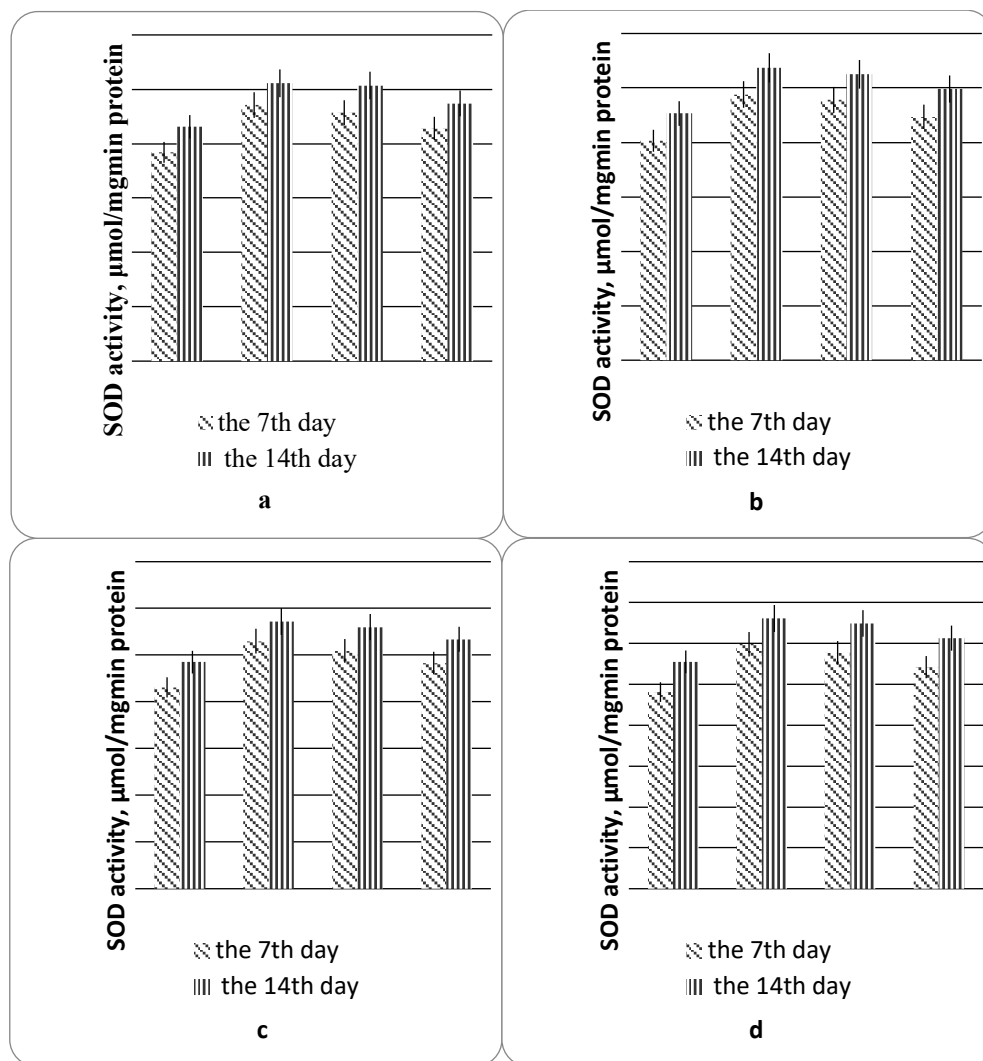 SOD activity, µmol/mgmin protein
the 7th day
the 14th day
a
SOD activity, µmol/mgmin protein
the 7th day
the 14th day
b
SOD activity, µmol/mgmin protein
the 7th day
the 14th day
c
SOD activity, µmol/mgmin protein
the 7th day
the 14th day
d